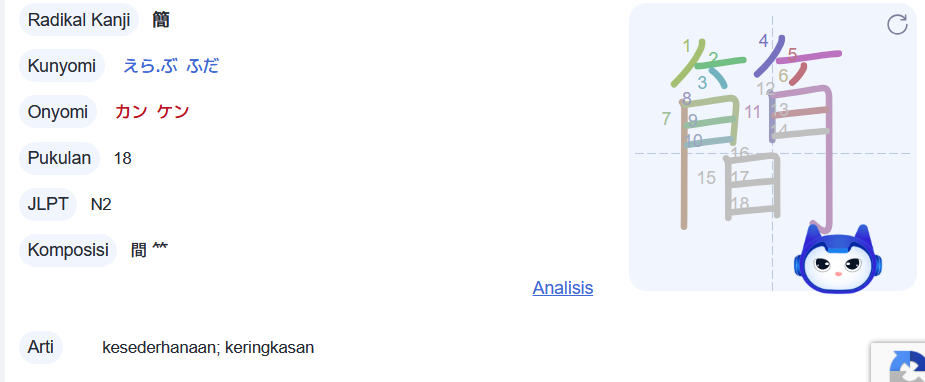 Radikal Kanji 簡
Kunyomi えら.ぶ ふだ
Onyomi カン ケン
Pukulan 18
JLPT N2
Komposisi 間 ⺮
Analisis
Arti kesederhanaan; keringkasan
簡
1
2
3
4
5
6
7
8
9
10
11
12
13
14
15
16
17
18